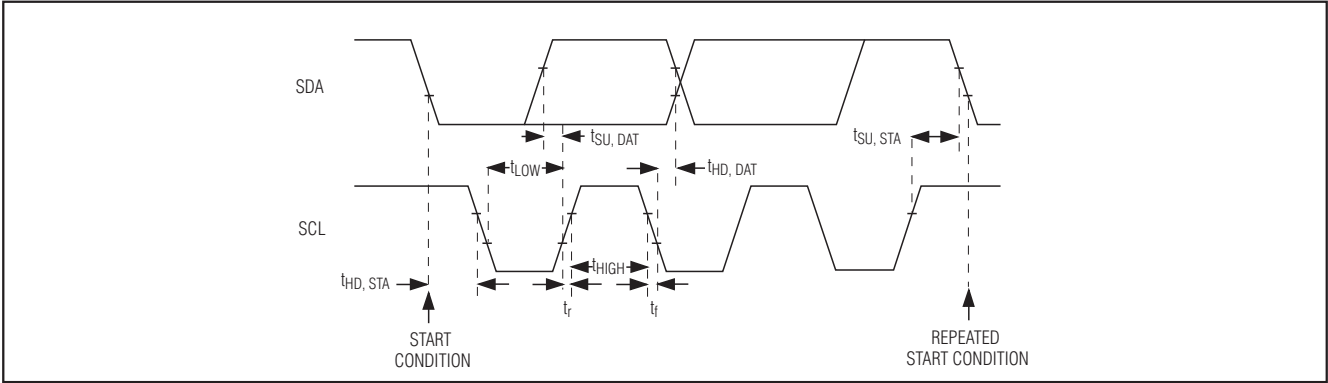 SDA
tSU, DAT
tSU, STA
tLOW
tHD, DAT
SCL
tHIGH
tHD, STA
tr
tf
START
CONDITION
REPEATED
START CONDITION